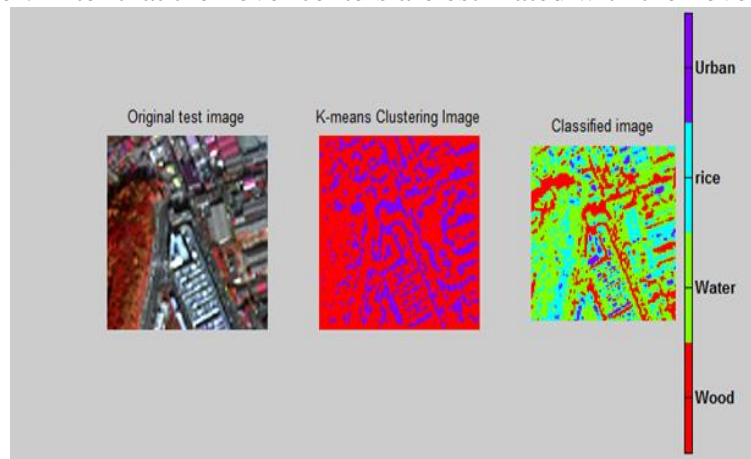 Original test image
K-means Clustering Image
Classified image
Urban
rice
Water
Wood